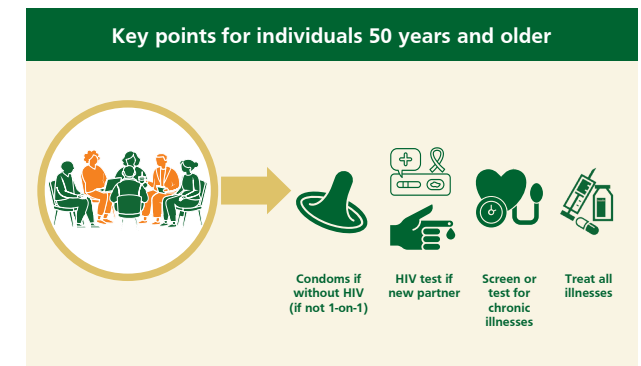 Key points for individuals 50 years and older
Condoms if
without HIV
(if not 1-on-1)
HIV test if
new partner
Screen or
test for
chronic
illnesses
Treat all
illnesses